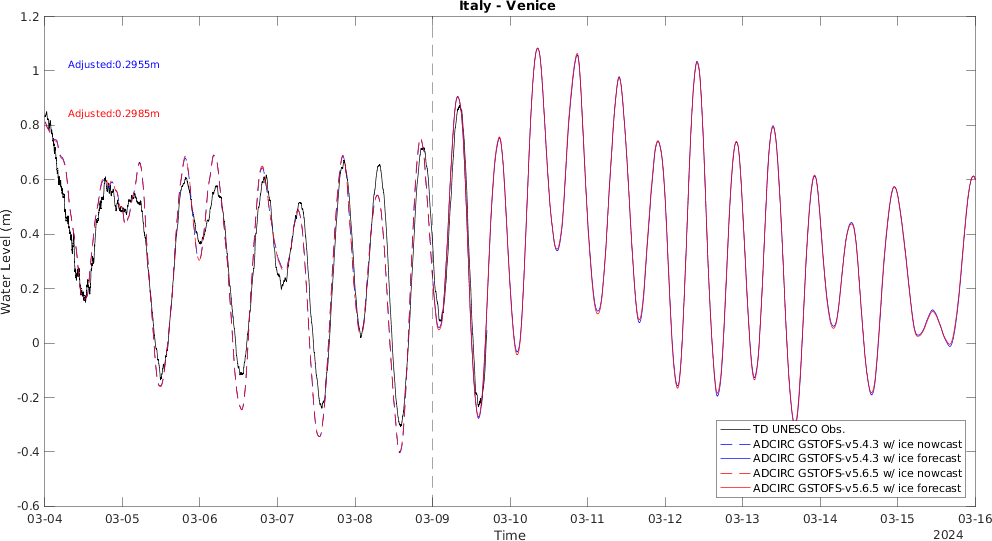 Italy - Venice
1.2
1
0.8
0.6
0.4
0.2
0
-0.2
-0.4
-0.6
Water Level (m)
Adjusted:0.2955m
Adjusted:0.2985m
TD UNESCO Obs.
ADCIRC GSTOFS-v5.4.3 w/ ice nowcast
ADCIRC GSTOFS-v5.4.3 w/ ice forecast
ADCIRC GSTOFS-v5.6.5 w/ ice nowcast
ADCIRC GSTOFS-v5.6.5 w/ ice forecast
03-04 03-05 03-06 03-07 03-08 03-09 03-10 03-11 03-12 03-13 03-14 03-15 03-16
Time 2024